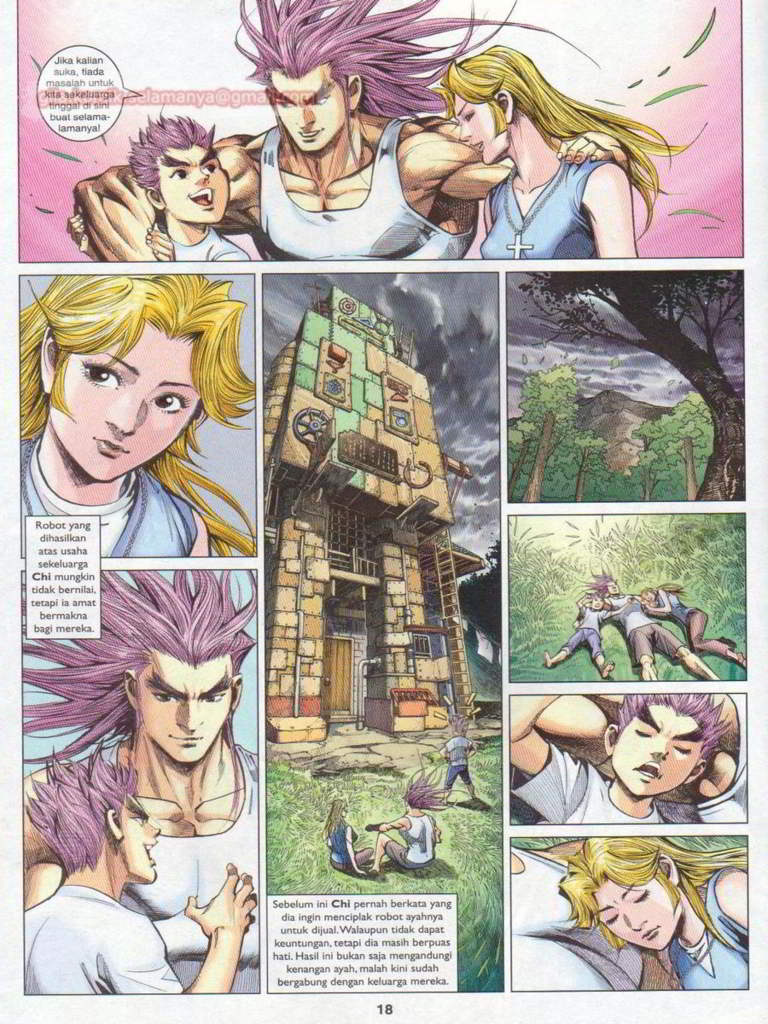 Jika kalian
suka, tiada
masalah untuk
kita sekeluarga
tinggal di sini
buat selama-
lamanya!
selamanya@gmail.com
Robot yang
dihasilkan
atas usaha
sekeluarga
Chi mungkin
tidak bernilai,
tetapi ia amat
bermakna
bagi mereka.
Sebelum ini Chi pernah berkata yang
dia ingin menciplak robot ayahnya
untuk dijual. Walaupun tidak dapat
keuntungan, tetapi dia masih berpuas
hati. Hasil ini bukan saja mengandungi
kenangan ayah, malah kini sudah
bergabung dengan keluarga mereka.
18